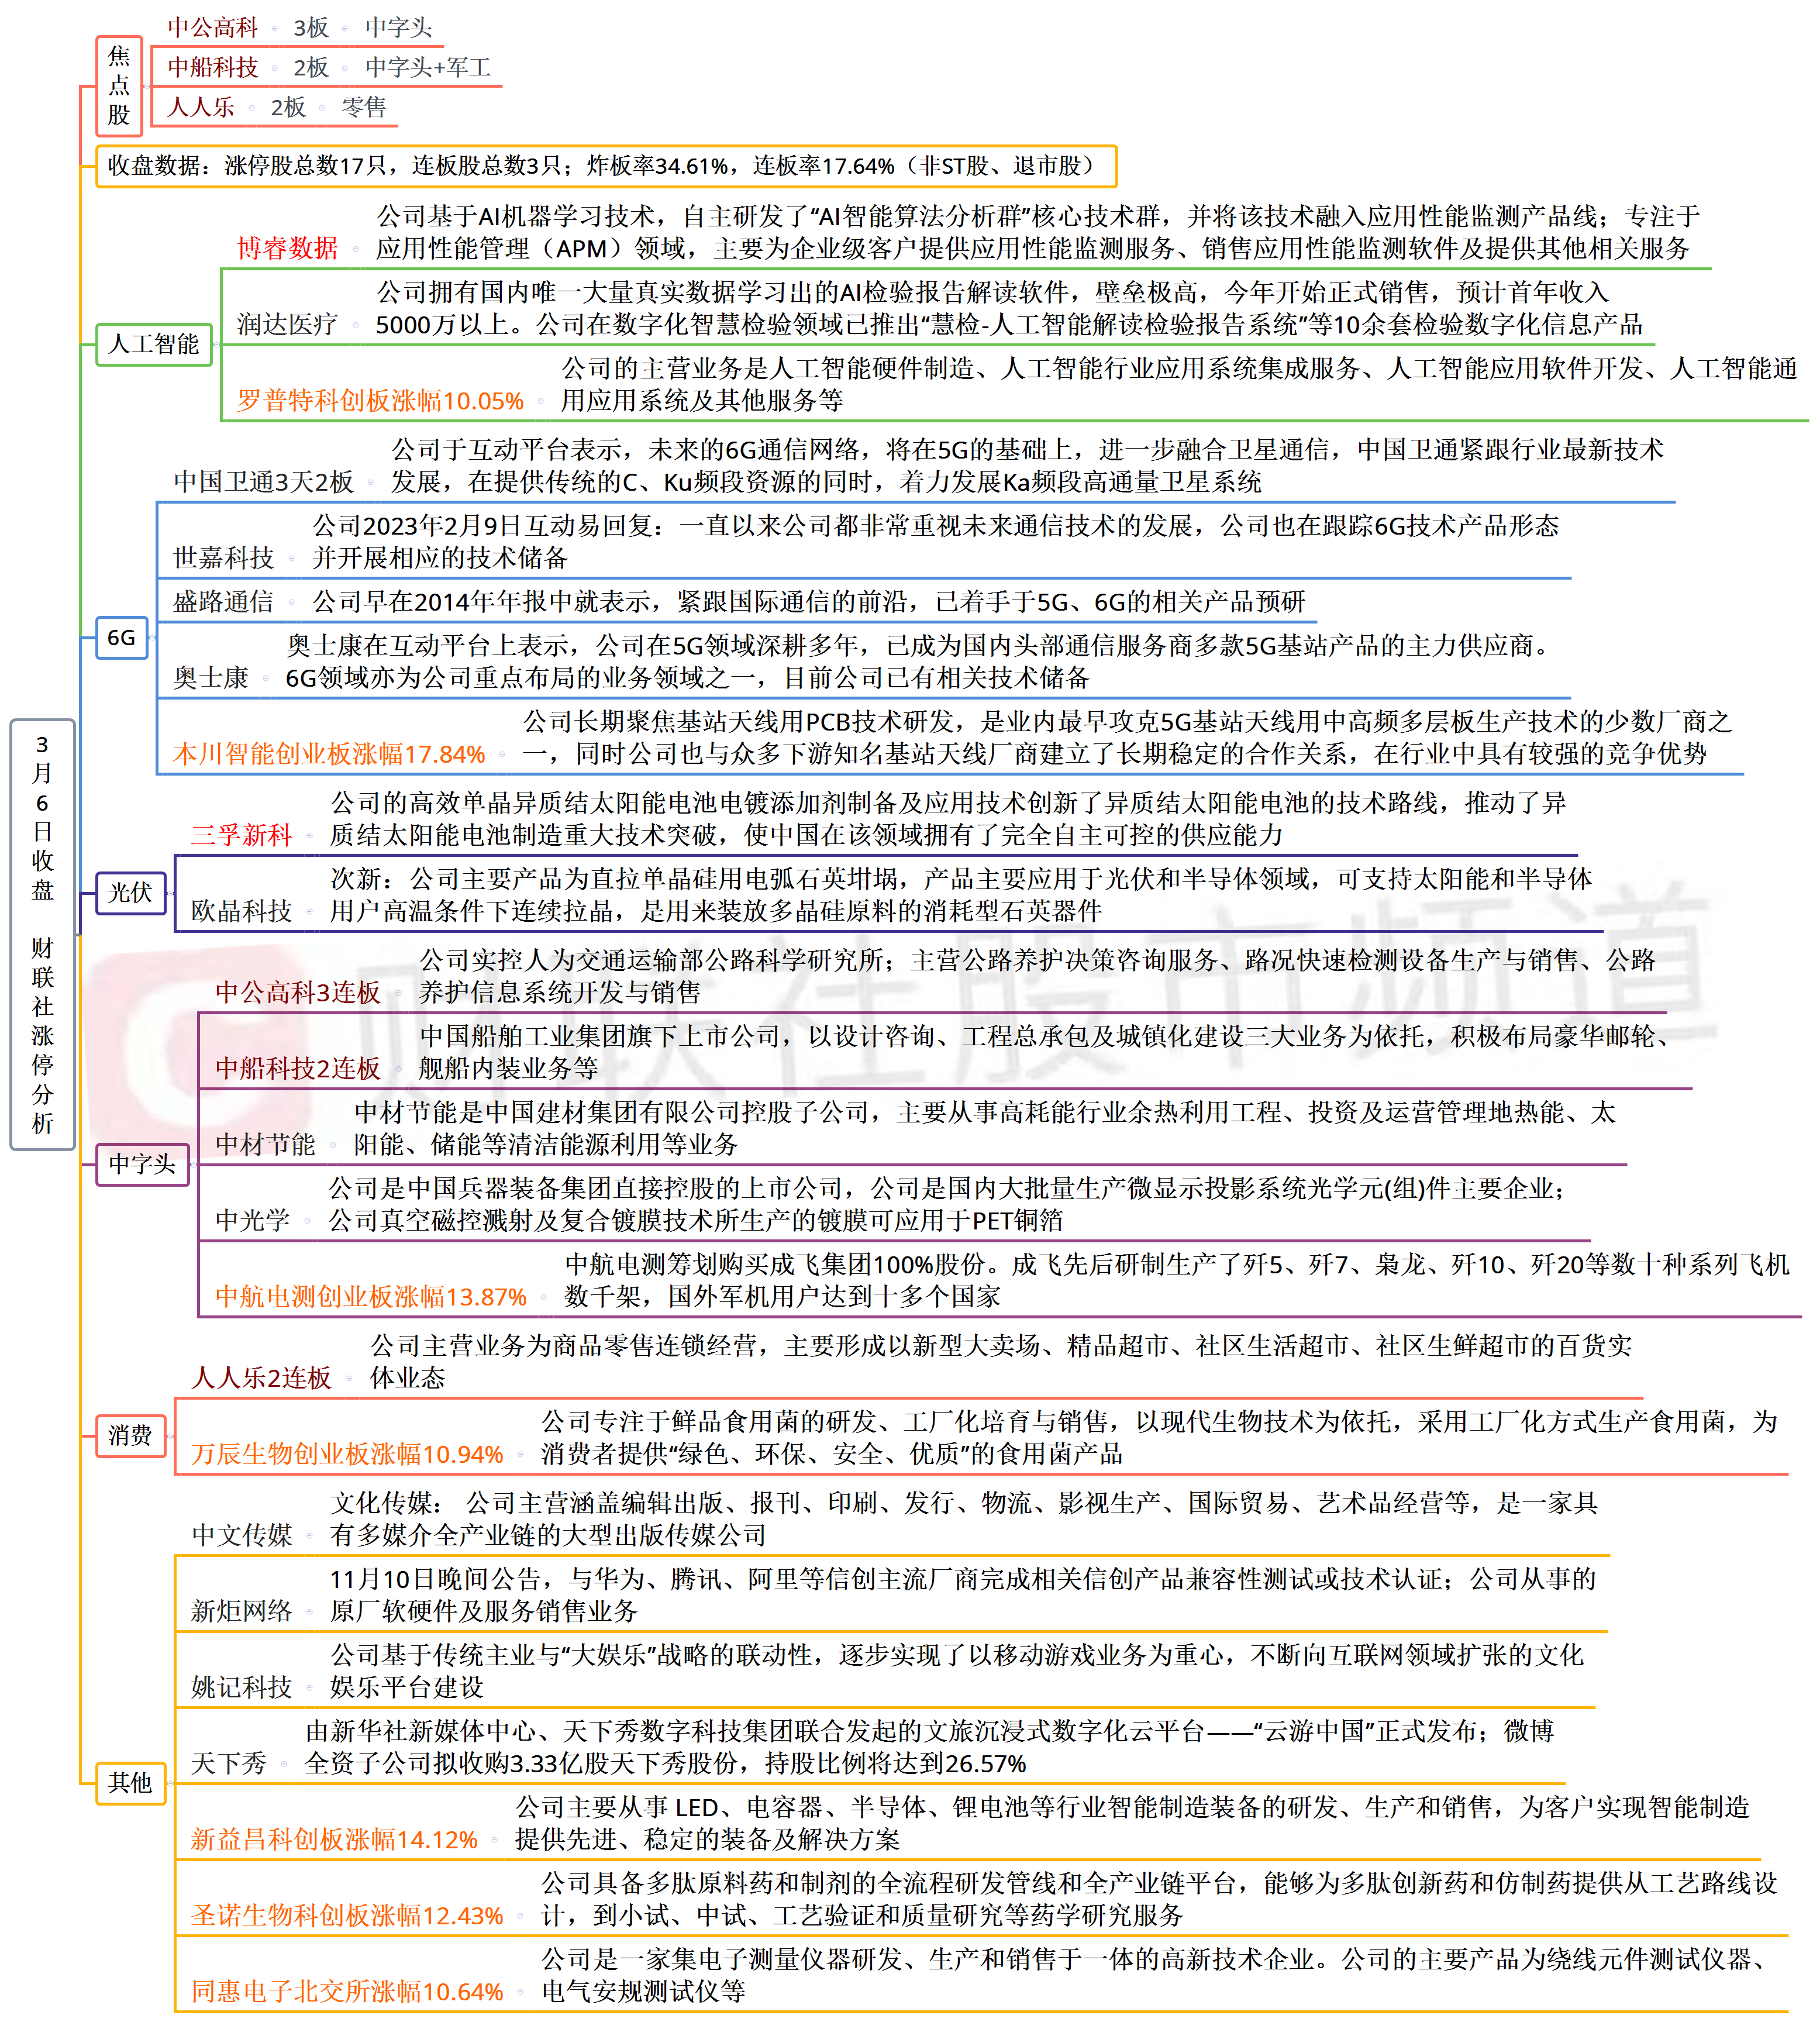 3月6日收盘 财联社涨停分析
焦点股
中公高科 3板 中字头
中船科技 2板 中字头+军工
人人乐 2板 零售
收盘数据：涨停股总数17只，连板股总数3只；炸板率34.61%，连板率17.64%（非ST股、退市股）
人工智能
博睿数据
公司基于AI机器学习技术，自主研发了“AI智能算法分析群”核心技术群，并将该技术融入应用性能监测产品线；专注于
应用性能管理（APM）领域，主要为企业级客户提供应用性能监测服务、销售应用性能监测软件及提供其他相关服务
润达医疗
公司拥有国内唯一大量真实数据学习出的AI检验报告解读软件，壁垒极高，今年开始正式销售，预计首年收入
5000万以上。公司在数字化智慧检验领域已推出“慧检-人工智能解读检验报告系统”等10余套检验数字化信息产品
罗普特科创板涨幅10.05%
公司的主营业务是人工智能硬件制造、人工智能行业应用系统集成服务、人工智能应用软件开发、人工智能通
用应用系统及其他服务等
6G
中国卫通3天2板
公司于互动平台表示，未来的6G通信网络，将在5G的基础上，进一步融合卫星通信，中国卫通紧跟行业最新技术
发展，在提供传统的C、Ku频段资源的同时，着力发展Ka频段高通量卫星系统
世嘉科技
公司2023年2月9日互动易回复：一直以来公司都非常重视未来通信技术的发展，公司也在跟踪6G技术产品形态
并开展相应的技术储备
盛路通信
公司早在2014年年报中就表示，紧跟国际通信的前沿，已着手于5G、6G的相关产品预研
奥士康
奥士康在互动平台上表示，公司在5G领域深耕多年，已成为国内头部通信服务商多款5G基站产品的主力供应商。
6G领域亦为公司重点布局的业务领域之一，目前公司已有相关技术储备
本川智能创业板涨幅17.84%
公司长期聚焦基站天线用PCB技术研发，是业内最早攻克5G基站天线用中高频多层板生产技术的少数厂商之
一，同时公司也与众多下游知名基站天线厂商建立了长期稳定的合作关系，在行业中具有较强的竞争优势
光伏
三孚新科
公司的高效单晶异质结太阳能电池电镀添加剂制备及应用技术创新了异质结太阳能电池的技术路线，推动了异
质结太阳能电池制造重大技术突破，使中国在该领域拥有了完全自主可控的供应能力
欧晶科技
次新：公司主要产品为直拉单晶硅用电弧石英坩埚，产品主要应用于光伏和半导体领域，可支持太阳能和半导体
用户高温条件下连续拉晶，是用来装放多晶硅原料的消耗型石英器件
财联社股市频道
中字头
中公高科3连板
公司实控人为交通运输部公路科学研究所；主营公路养护决策咨询服务、路况快速检测设备生产与销售、公路
养护信息系统开发与销售
中船科技2连板
中国船舶工业集团旗下上市公司，以设计咨询、工程总承包及城镇化建设三大业务为依托，积极布局豪华邮轮、
舰船内装业务等
中材节能
中材节能是中国建材集团有限公司控股子公司，主要从事高耗能行业余热利用工程、投资及运营管理地热能、太
阳能、储能等清洁能源利用等业务
中光学
公司是中国兵器装备集团直接控股的上市公司，公司是国内大批量生产微显示投影系统光学元(组)件主要企业；
公司真空磁控溅射及复合镀膜技术所生产的镀膜可应用于PET铜箔
中航电测创业板涨幅13.87%
中航电测筹划购买成飞集团100%股份。成飞先后研制生产了歼5、歼7、枭龙、歼10、歼20等数十种系列飞机
数千架，国外军机用户达到十多个国家
消费
人人乐2连板
公司主营业务为商品零售连锁经营，主要形成以新型大卖场、精品超市、社区生活超市、社区生鲜超市的百货实
体业态
万辰生物创业板涨幅10.94%
公司专注于鲜品食用菌的研发、工厂化培育与销售，以现代生物技术为依托，采用工厂化方式生产食用菌，为
消费者提供“绿色、环保、安全、优质”的食用菌产品
其他
中文传媒
文化传媒： 公司主营涵盖编辑出版、报刊、印刷、发行、物流、影视生产、国际贸易、艺术品经营等，是一家具
有多媒介全产业链的大型出版传媒公司
新炬网络
11月10日晚间公告，与华为、腾讯、阿里等信创主流厂商完成相关信创产品兼容性测试或技术认证；公司从事的
原厂软硬件及服务销售业务
姚记科技
公司基于传统主业与“大娱乐”战略的联动性，逐步实现了以移动游戏业务为重心，不断向互联网领域扩张的文化
娱乐平台建设
天下秀
由新华社新媒体中心、天下秀数字科技集团联合发起的文旅沉浸式数字化云平台——“云游中国”正式发布；微博
全资子公司拟收购3.33亿股天下秀股份，持股比例将达到26.57%
新益昌科创板涨幅14.12%
公司主要从事 LED、电容器、半导体、锂电池等行业智能制造装备的研发、生产和销售，为客户实现智能制造
提供先进、稳定的装备及解决方案
圣诺生物科创板涨幅12.43%
公司具备多肽原料药和制剂的全流程研发管线和全产业链平台，能够为多肽创新药和仿制药提供从工艺路线设
计，到小试、中试、工艺验证和质量研究等药学研究服务
同惠电子北交所涨幅10.64%
公司是一家集电子测量仪器研发、生产和销售于一体的高新技术企业。公司的主要产品为绕线元件测试仪器、
电气安规测试仪等